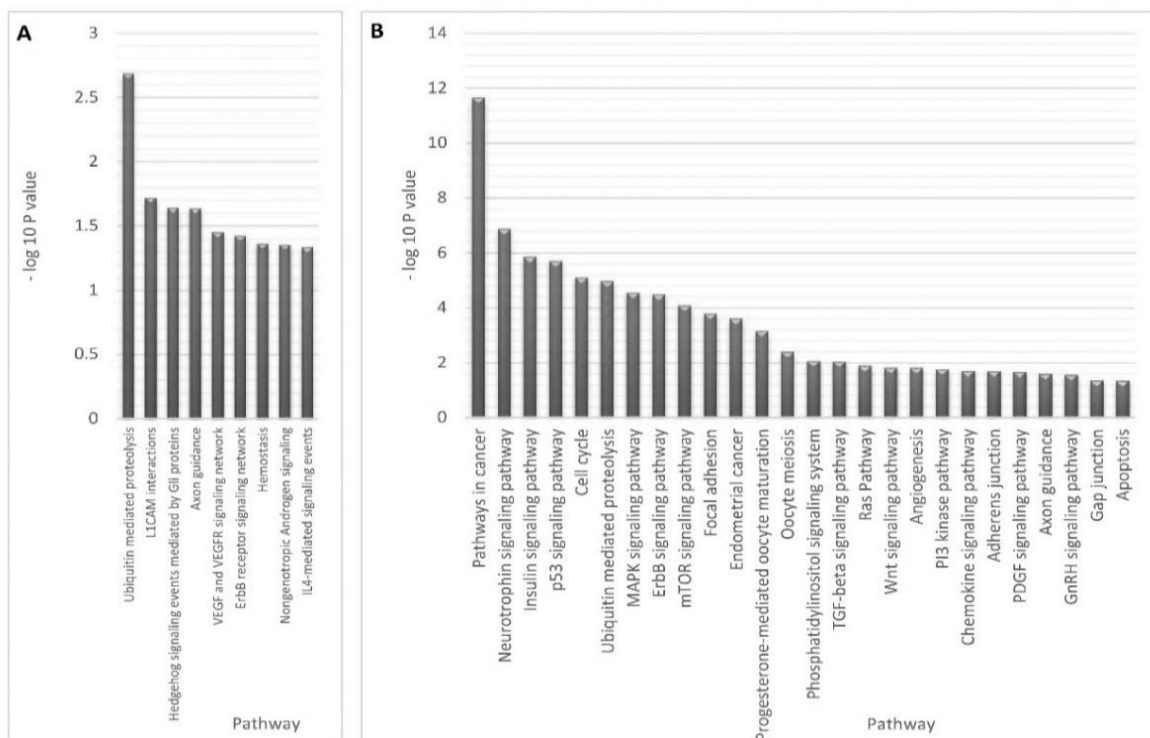 A
3
2.5
2
1.5
1
0.5
0
- log 10 P value
Ubiquitin mediated proteolysis
L1CAM interactions
Hedgehog signaling events mediated by Gli proteins
Axon guidance
VEGF and VEGFR signaling network
ErbB receptor signaling network
Hemostasis
Nongenotropic Androgen signaling
IL4-mediated signaling events
Pathway
B
14
12
10
8
6
4
2
0
- log 10 P value
Pathways in cancer
Neurotrophin signaling pathway
Insulin signaling pathway
p53 signaling pathway
Cell cycle
Ubiquitin mediated proteolysis
MAPK signaling pathway
ErbB signaling pathway
mTOR signaling pathway
Focal adhesion
Endometrial cancer
Progesterone-mediated oocyte maturation
Oocyte meiosis
Phosphatidylinositol signaling system
TGF-beta signaling pathway
Ras Pathway
Wnt signaling pathway
Angiogenesis
PI3 kinase pathway
Chemokine signaling pathway
Adherens junction
PDGF signaling pathway
Axon guidance
GnRH signaling pathway
Gap junction
Apoptosis
Pathway